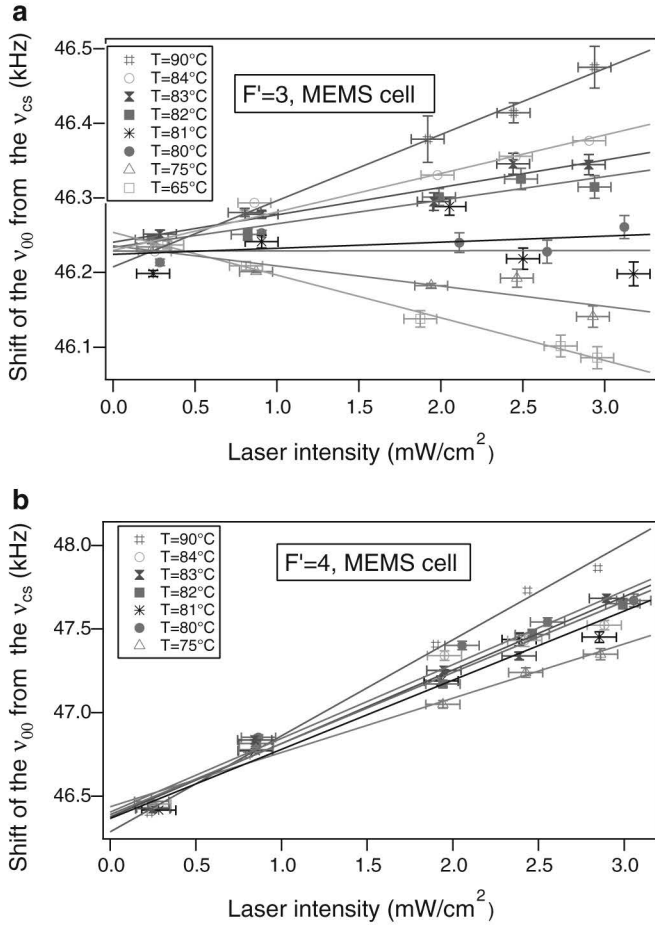 a
Shift of the ν00 from the νcs (kHz)
46.5
46.4
46.3
46.2
46.1
T=90°C
T=84°C
T=83°C
T=82°C
T=81°C
T=80°C
T=75°C
T=65°C
F'=3, MEMS cell
0.0 0.5 1.0 1.5 2.0 2.5 3.0
Laser intensity (mW/cm²)
b
Shift of the ν00 from the νcs (kHz)
48.0
47.5
47.0
46.5
T=90°C
T=84°C
T=83°C
T=82°C
T=81°C
T=80°C
T=75°C
F'=4, MEMS cell
0.0 0.5 1.0 1.5 2.0 2.5 3.0
Laser intensity (mW/cm²)